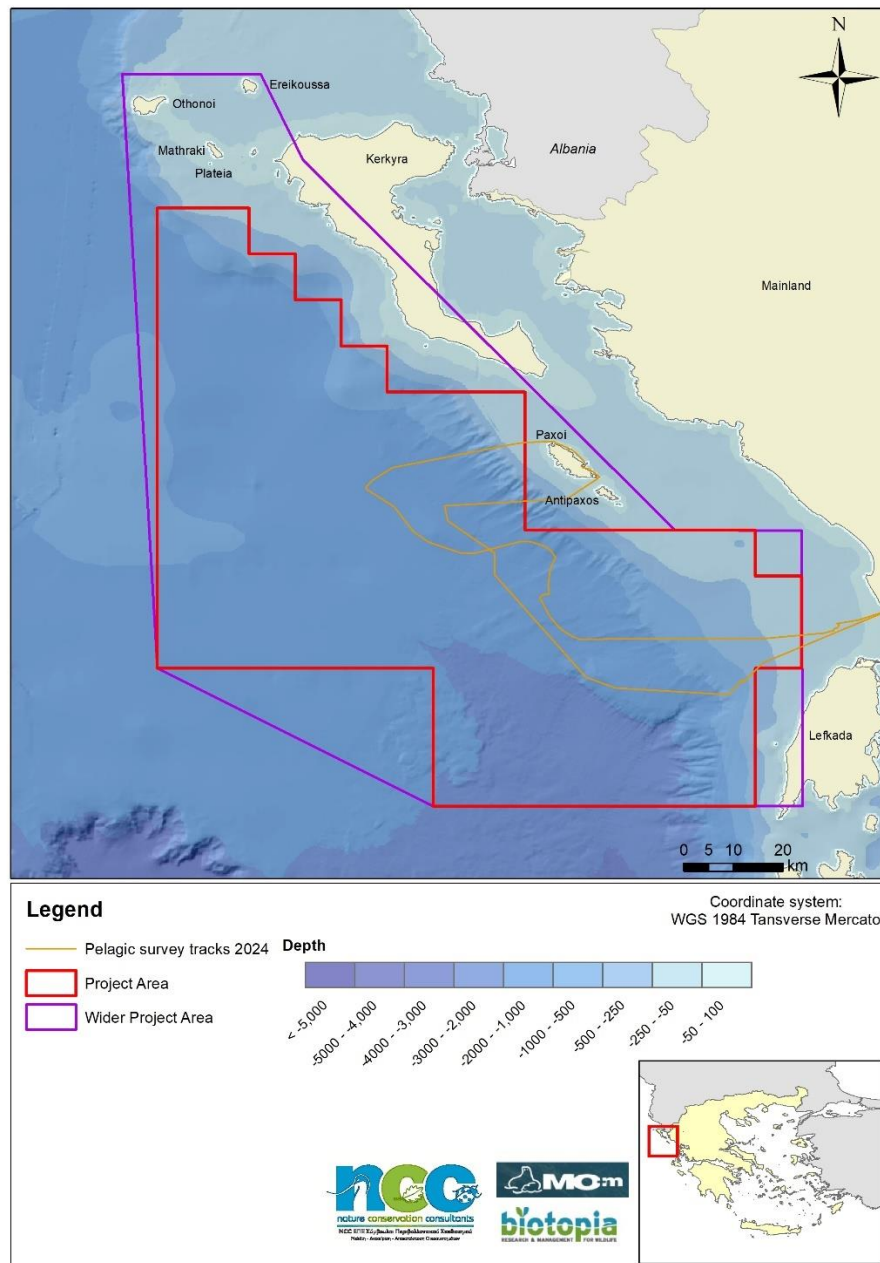 N
Ereikoussa
Othonoi
Mathraki
Plateia
Kerkyra
Albania
Mainland
Paxoi
Antipaxos
Lefkada
0 5 10 20
km
Legend
Coordinate system:
WGS 1984 Tansverse Mercato
Pelagic survey tracks 2024
Project Area
Wider Project Area
Depth
< -5,000
-5000 - -4,000
-4000 - -3,000
-3000 - -2,000
-2000 - -1,000
-1000 - -500
-500 - -250
-250 - -50
-50 - 100
ncc
nature conservation consultants
MO:m
biotopia
RESEARCH & MANAGEMENT FOR WILDLIFE